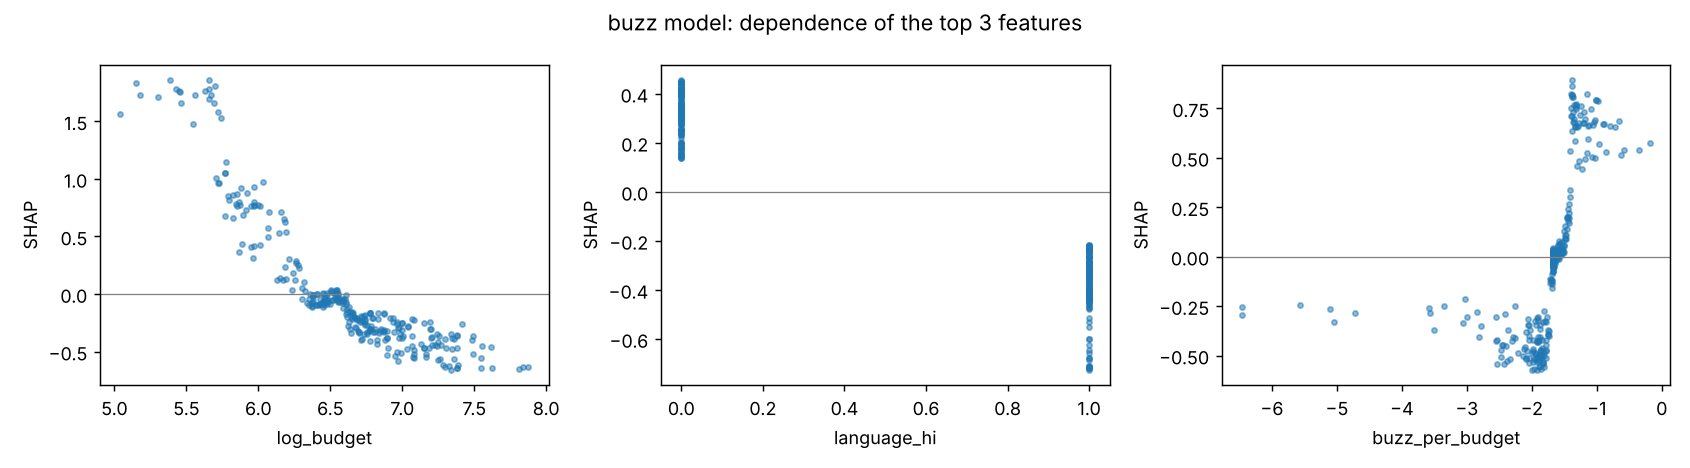 buzz model: dependence of the top 3 features
SHAP
1.5
1.0
0.5
0.0
−0.5
5.0 5.5 6.0 6.5 7.0 7.5 8.0
log_budget
SHAP
0.4
0.2
0.0
−0.2
−0.4
−0.6
0.0 0.2 0.4 0.6 0.8 1.0
language_hi
SHAP
0.75
0.50
0.25
0.00
−0.25
−0.50
−6 −5 −4 −3 −2 −1 0
buzz_per_budget